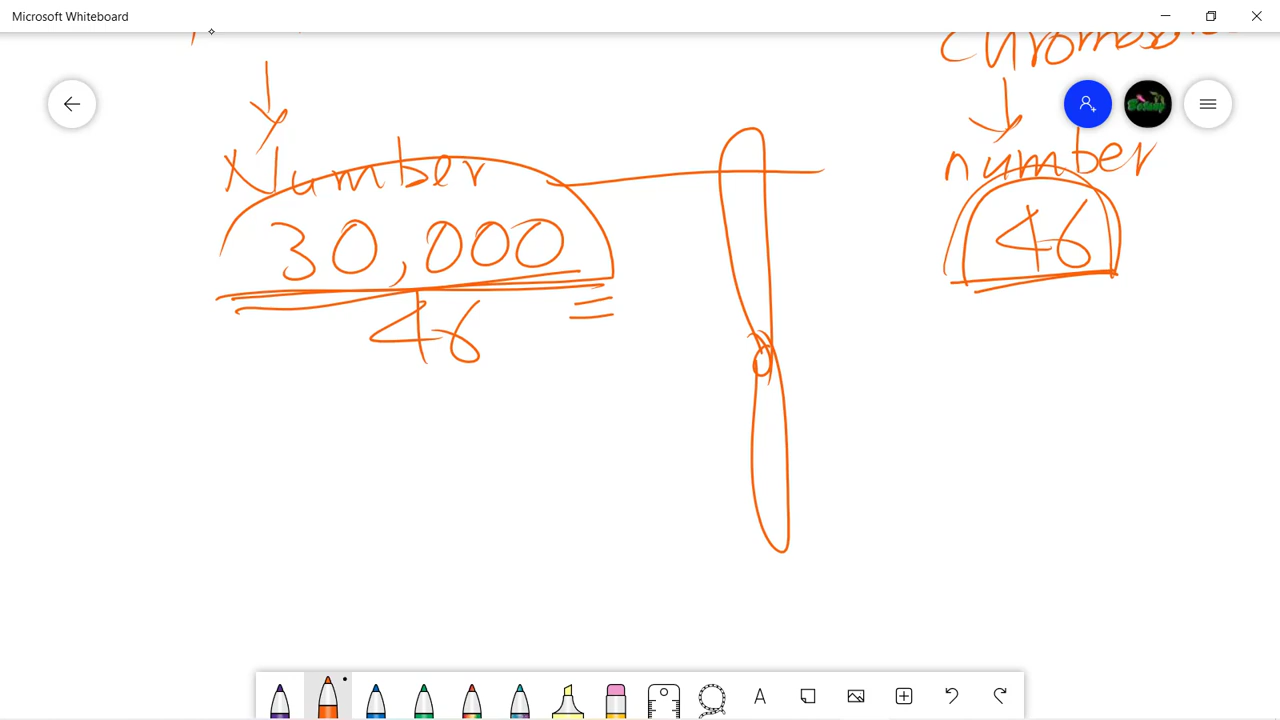 Microsoft Whiteboard
Number
30,000
46
=
number
46
A